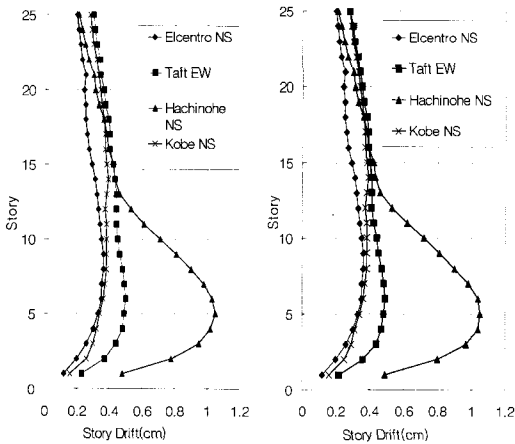 25
20
15
10
5
0
Story
Elcentro NS
Taft EW
Hachinohe
NS
Kobe NS
0 0.2 0.4 0.6 0.8 1 1.2
Story Drift(cm)
25
20
15
10
5
0
Story
Elcentro NS
Taft EW
Hachinohe NS
Kobe NS
0 0.2 0.4 0.6 0.8 1 1.2
Story Drift(cm)